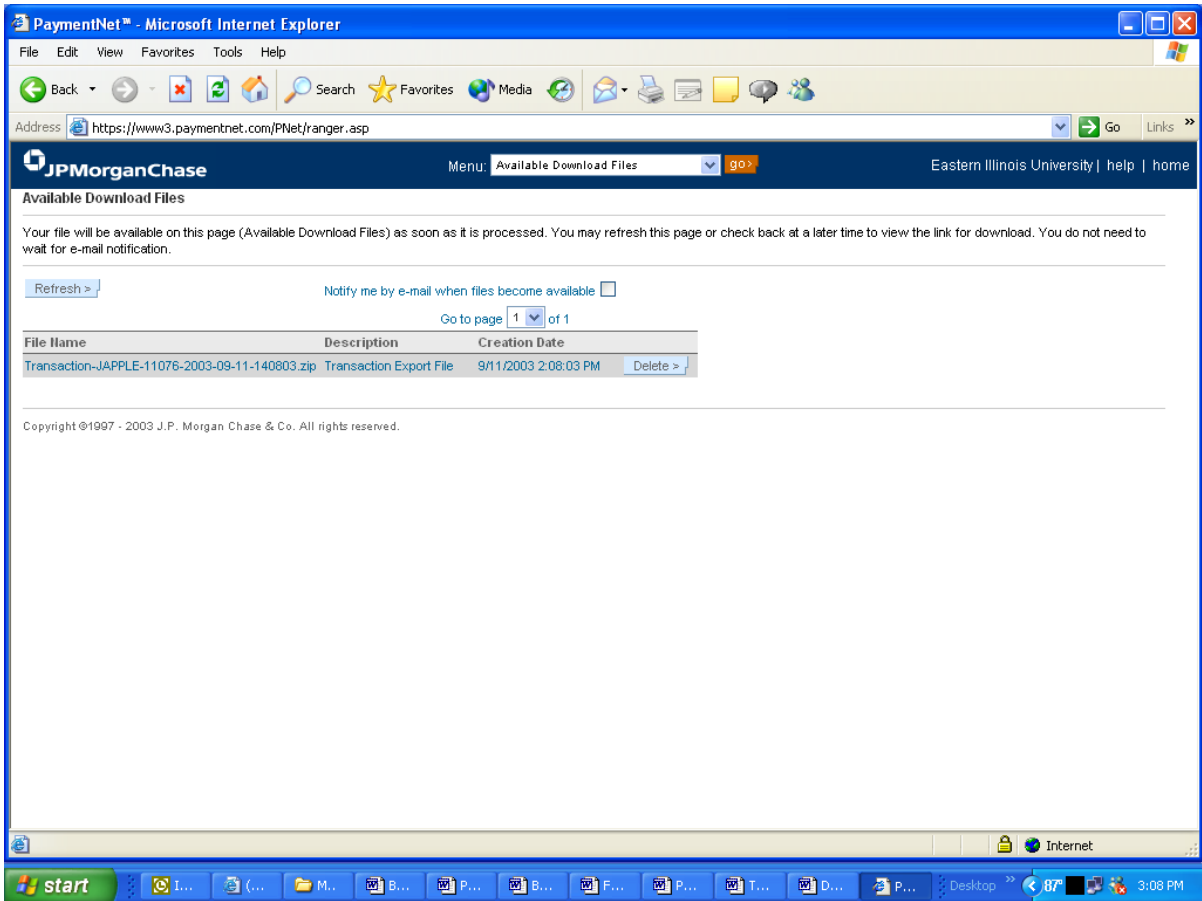 PaymentNet™ - Microsoft Internet Explorer
File Edit View Favorites Tools Help
Back Search Favorites Media
Address https://www3.paymentnet.com/PNet/ranger.asp Go Links »
JPMorganChase Menu: Available Download Files go> Eastern Illinois University | help | home
Available Download Files
Your file will be available on this page (Available Download Files) as soon as it is processed. You may refresh this page or check back at a later time to view the link for download. You do not need to
wait for e-mail notification.
Refresh > Notify me by e-mail when files become available
Go to page 1 of 1
File Name Description Creation Date
Transaction-JAPPLE-11076-2003-09-11-140803.zip Transaction Export File 9/11/2003 2:08:03 PM Delete >
Copyright ©1997 - 2003 J.P. Morgan Chase & Co. All rights reserved.
Internet
start I... (... M... B... P... B... F... P... T... D... P... Desktop » 87° 3:08 PM